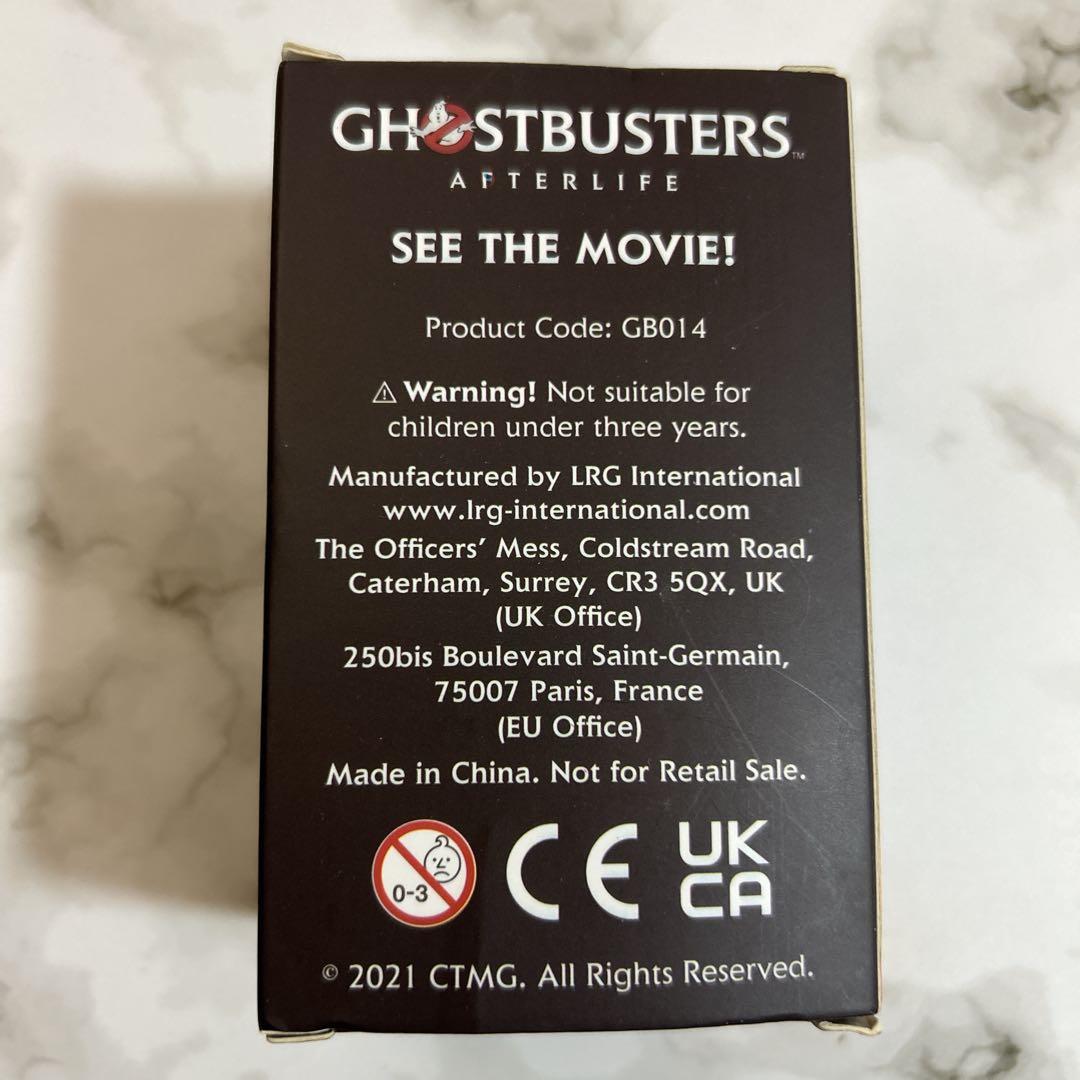 GHOSTBUSTERS™
AFTERLIFE
SEE THE MOVIE!
Product Code: GB014
⚠ Warning! Not suitable for
children under three years.
Manufactured by LRG International
www.lrg-international.com
The Officers' Mess, Coldstream Road,
Caterham, Surrey, CR3 5QX, UK
(UK Office)
250bis Boulevard Saint-Germain,
75007 Paris, France
(EU Office)
Made in China. Not for Retail Sale.
0-3 CE UK
CA
© 2021 CTMG. All Rights Reserved.